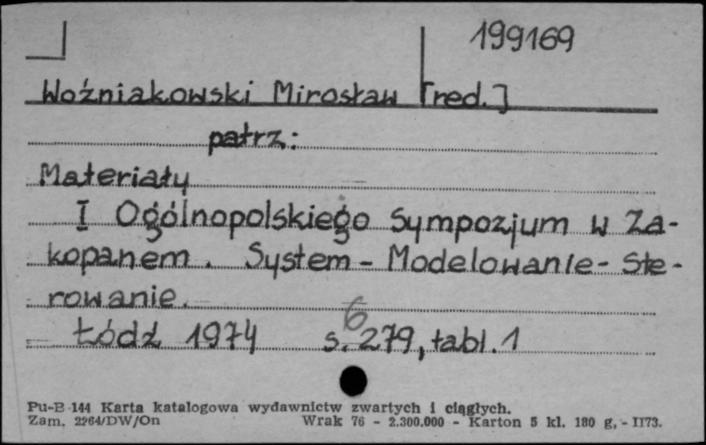 199169
Woźniakowski Mirosław [red.]
patrz:
Materiały
I Ogólnopolskiego Sympozjum w Za-
kopanem. System - Modelowanie - Ste-
rowanie.
6
Łódź 1974 s. 279, tabl. 1
Pu-B 144 Karta katalogowa wydawnictw zwartych i ciągłych.
Zam. 2264/DW/On Wrak 76 - 2.300.000 - Karton 5 kl. 180 g, - II73.